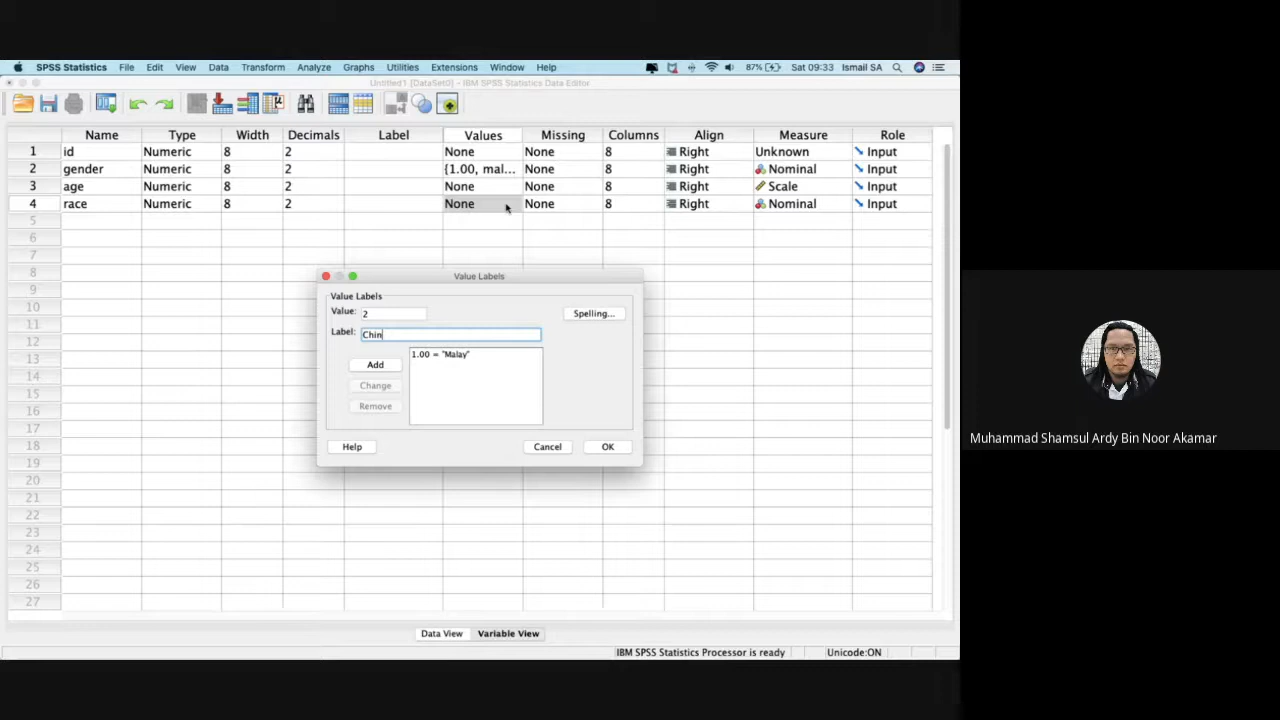 SPSS Statistics File Edit View Data Transform Analyze Graphs Utilities Extensions Window Help 87% Sat 09:33 Ismail SA
Untitled1 [DataSet0] - IBM SPSS Statistics Data Editor
Name Type Width Decimals Label Values Missing Columns Align Measure Role
1 id Numeric 8 2 None None 8 Right Unknown Input
2 gender Numeric 8 2 {1.00, mal... None 8 Right Nominal Input
3 age Numeric 8 2 None None 8 Right Scale Input
4 race Numeric 8 2 None None 8 Right Nominal Input
5
6
7
8
9
10
11
12
13
14
15
16
17
18
19
20
21
22
23
24
25
26
27
Value Labels
Value Labels
Value: 2 Spelling...
Label: Chin
1.00 = "Malay"
Add
Change
Remove
Help Cancel OK
Data View Variable View
IBM SPSS Statistics Processor is ready Unicode:ON
Muhammad Shamsul Ardy Bin Noor Akamar